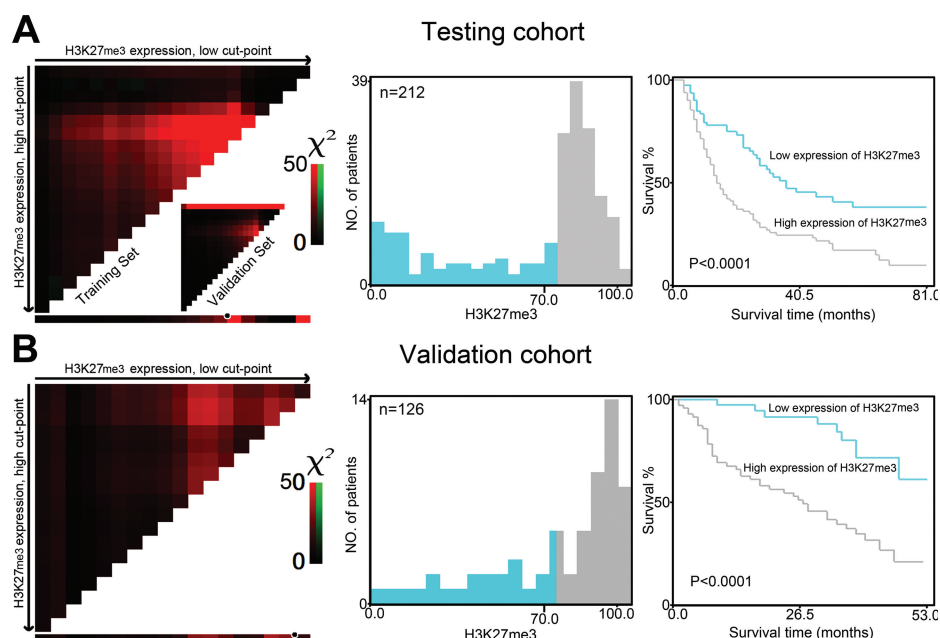 A
Testing cohort
H3K27me3 expression, low cut-point
H3K27me3 expression, high cut-point
Training Set
Validation Set
χ²
50
0
39
n=212
NO. of patients
0
0.0
70.0
100.0
H3K27me3
100
Survival %
50
Low expression of H3K27me3
High expression of H3K27me3
P<0.0001
0
0.0
40.5
81.0
Survival time (months)
B
Validation cohort
H3K27me3 expression, low cut-point
H3K27me3 expression, high cut-point
χ²
50
0
14
n=126
NO. of patients
0
0.0
70.0
100.0
H3K27me3
100
Survival %
50
Low expression of H3K27me3
High expression of H3K27me3
P<0.0001
0
0.0
26.5
53.0
Survival time (months)